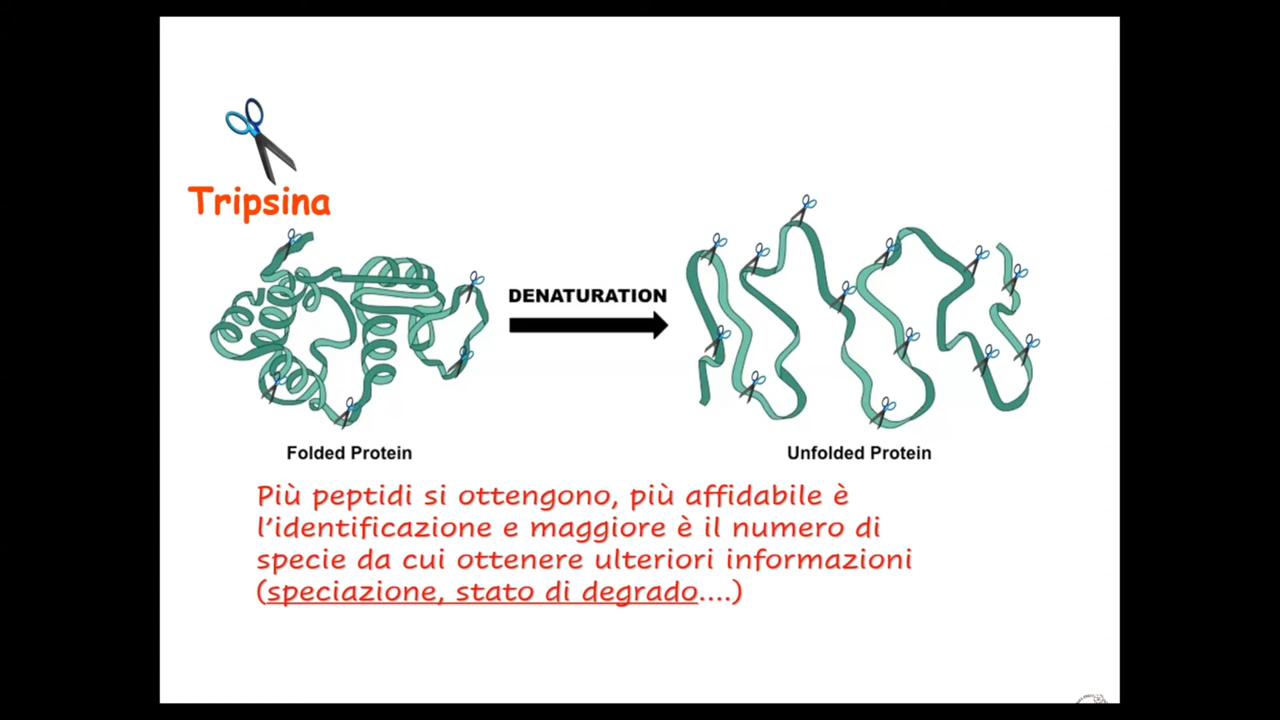 Tripsina
DENATURATION
Folded Protein
Unfolded Protein
Più peptidi si ottengono, più affidabile è
l'identificazione e maggiore è il numero di
specie da cui ottenere ulteriori informazioni
(speciazione, stato di degrado....)